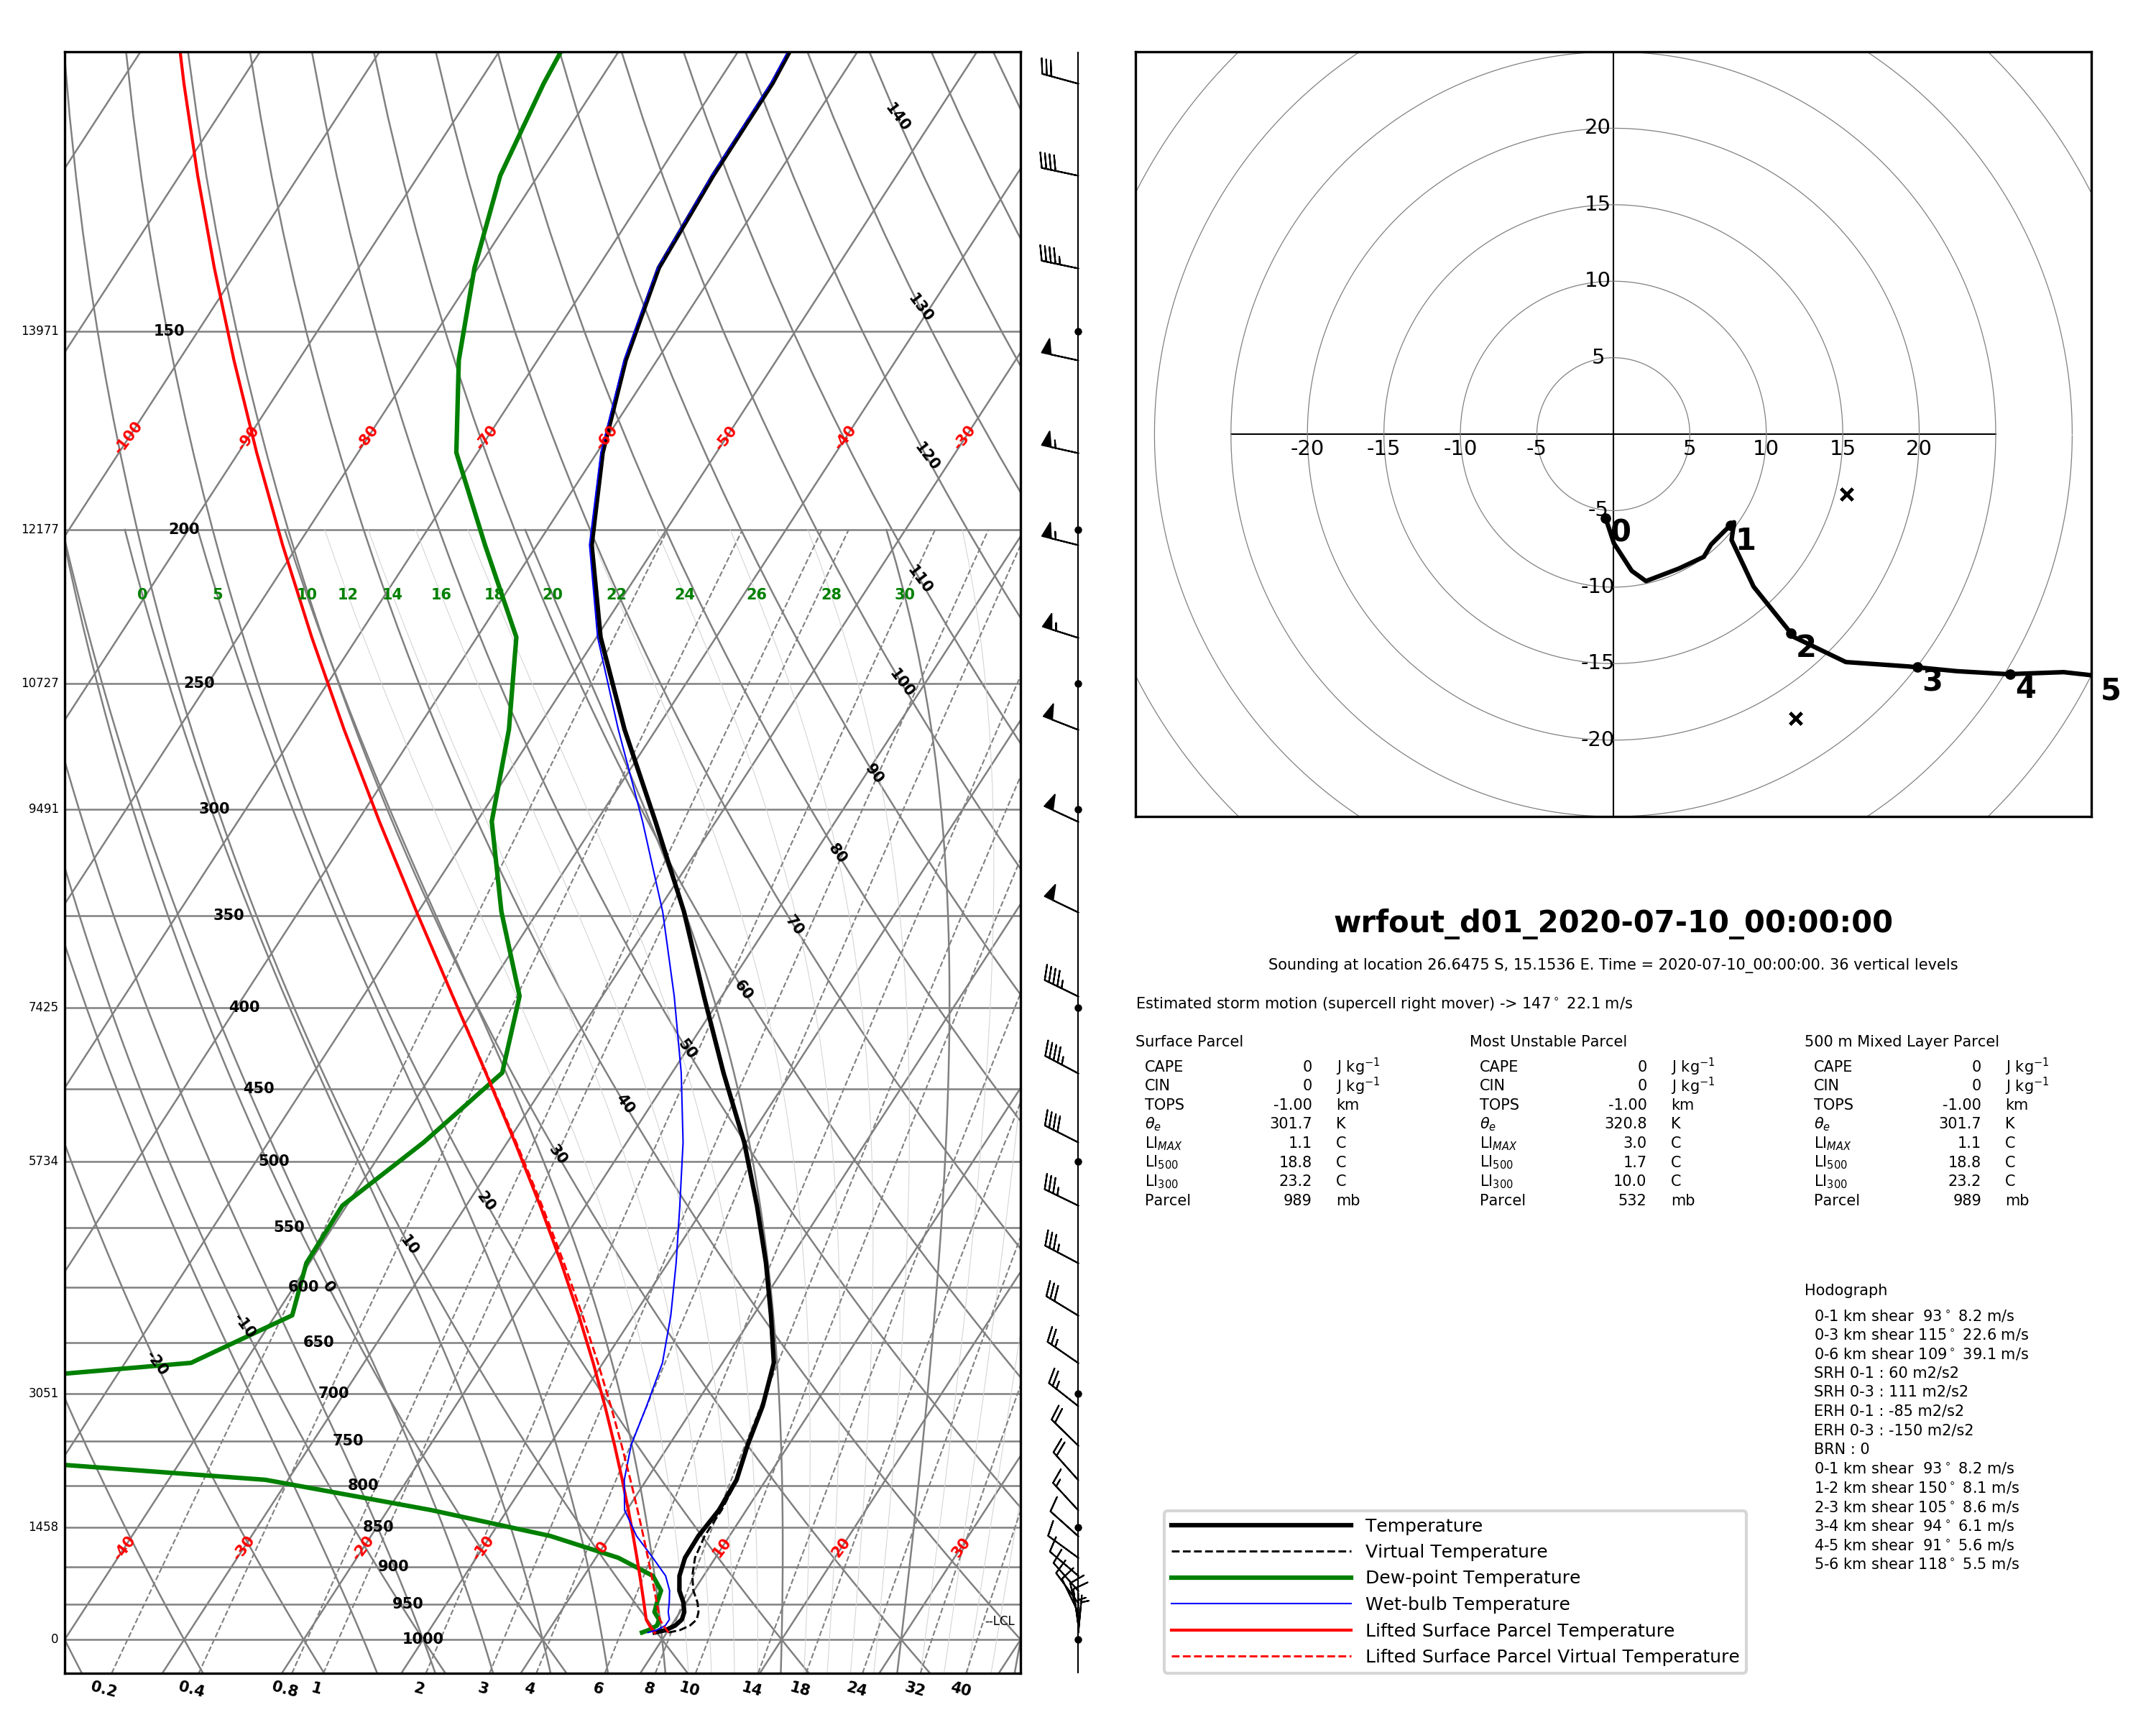 140
20
15
10
5
-20 -15 -10 -5 5 10 15 20
-5
-10
-15
-20
0
1
2
3
4
5
130
13971 150
-100 -90 -80 -70 -60 -50 -40 -30
120
12177 200
110
0 5 10 12 14 16 18 20 22 24 26 28 30
10727 250
100
90
9491 300
80
350
70
60
7425 400
50
450
40
5734 500
30
20
550
10
600 0
-10
650
-20
3051 700
750
800
1458 850
-40 -30 -20 -10 0 10 20 30
900
950
--LCL
0 1000
0.2 0.4 0.8 1 2 3 4 6 8 10 14 18 24 32 40
wrfout_d01_2020-07-10_00:00:00
Sounding at location 26.6475 S, 15.1536 E. Time = 2020-07-10_00:00:00. 36 vertical levels
Estimated storm motion (supercell right mover) -> 147° 22.1 m/s
Surface Parcel
CAPE 0 J kg⁻¹
CIN 0 J kg⁻¹
TOPS -1.00 km
θe 301.7 K
LIMAX 1.1 C
LI500 18.8 C
LI300 23.2 C
Parcel 989 mb
Most Unstable Parcel
CAPE 0 J kg⁻¹
CIN 0 J kg⁻¹
TOPS -1.00 km
θe 320.8 K
LIMAX 3.0 C
LI500 1.7 C
LI300 10.0 C
Parcel 532 mb
500 m Mixed Layer Parcel
CAPE 0 J kg⁻¹
CIN 0 J kg⁻¹
TOPS -1.00 km
θe 301.7 K
LIMAX 1.1 C
LI500 18.8 C
LI300 23.2 C
Parcel 989 mb
Hodograph
0-1 km shear 93° 8.2 m/s
0-3 km shear 115° 22.6 m/s
0-6 km shear 109° 39.1 m/s
SRH 0-1 : 60 m2/s2
SRH 0-3 : 111 m2/s2
ERH 0-1 : -85 m2/s2
ERH 0-3 : -150 m2/s2
BRN : 0
0-1 km shear 93° 8.2 m/s
1-2 km shear 150° 8.1 m/s
2-3 km shear 105° 8.6 m/s
3-4 km shear 94° 6.1 m/s
4-5 km shear 91° 5.6 m/s
5-6 km shear 118° 5.5 m/s
Temperature
Virtual Temperature
Dew-point Temperature
Wet-bulb Temperature
Lifted Surface Parcel Temperature
Lifted Surface Parcel Virtual Temperature